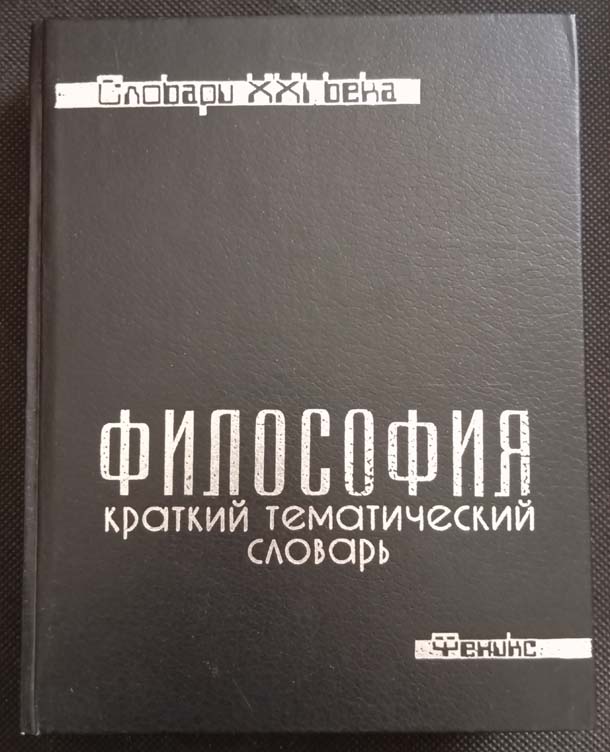 Словари XXI века
ФИЛОСОФИЯ
краткий тематический
словарь
Феникс